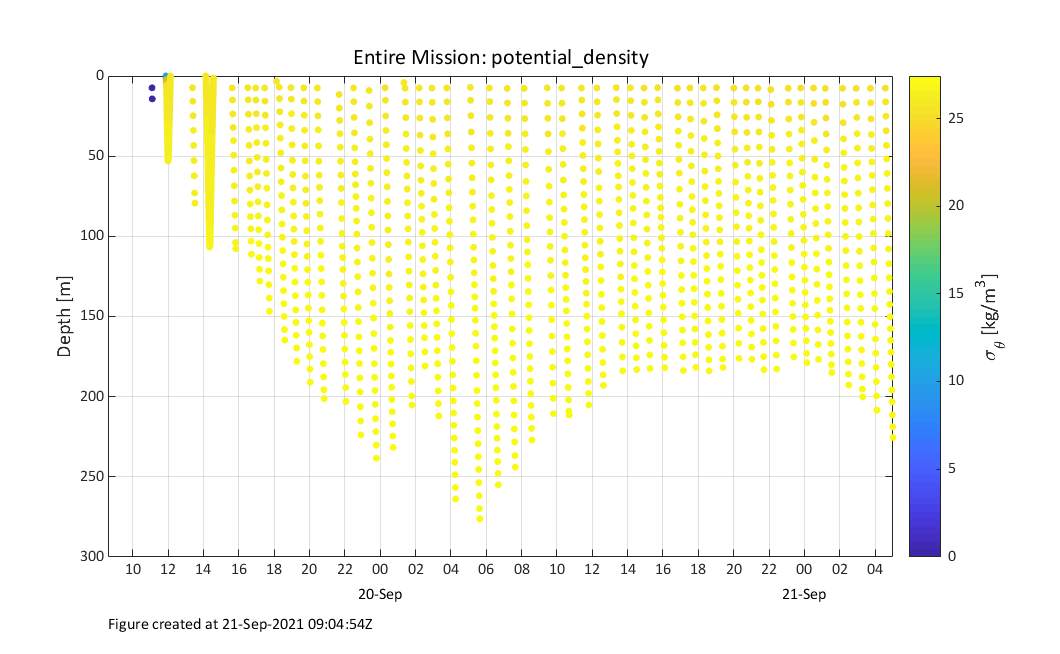 Entire Mission: potential_density
0
50
100
150
200
250
300
Depth [m]
10 12 14 16 18 20 22 00 02 04 06 08 10 12 14 16 18 20 22 00 02 04
20-Sep 21-Sep
25
20
15
10
5
0
σθ [kg/m3]
Figure created at 21-Sep-2021 09:04:54Z